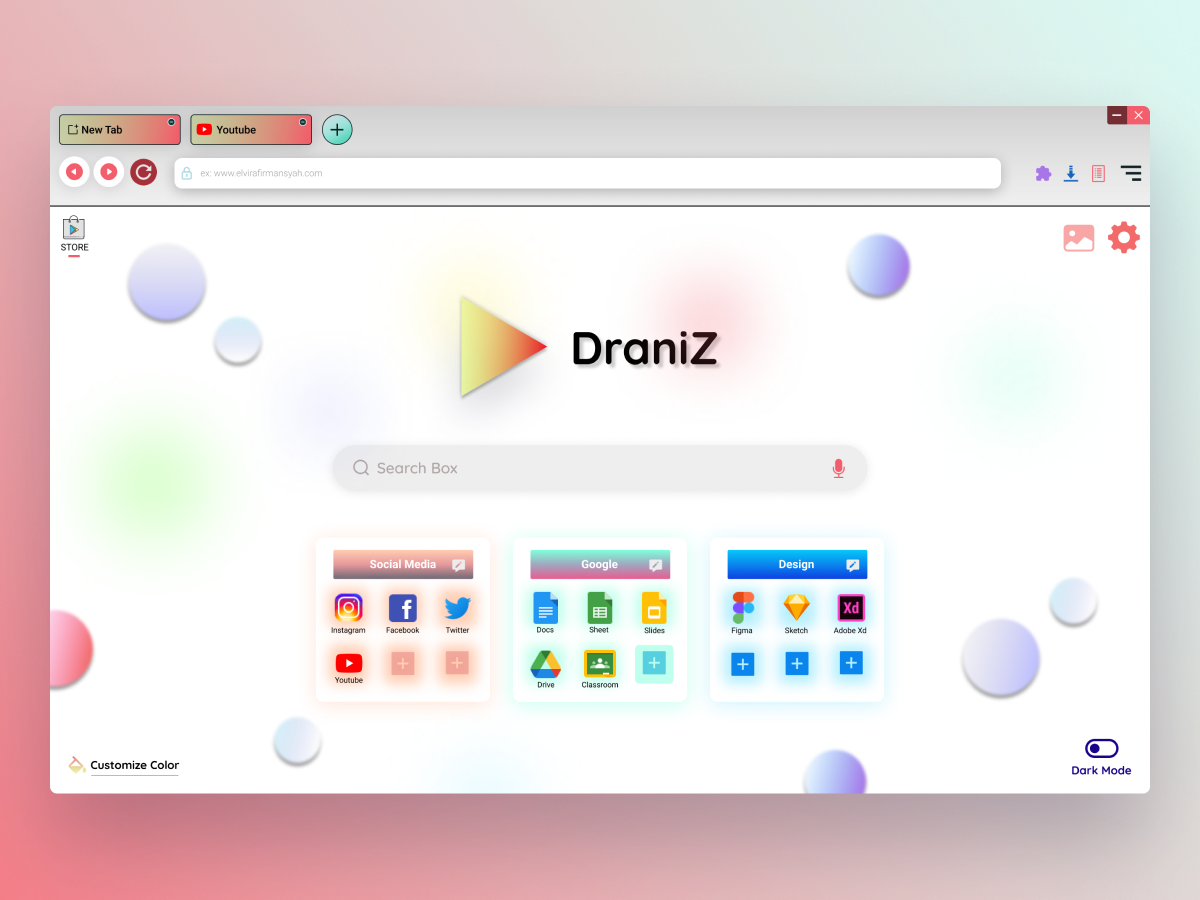 New Tab
Youtube
ex: www.elvirafirmansyah.com
STORE
DraniZ
Search Box
Social Media
Instagram
Facebook
Twitter
Youtube
Google
Docs
Sheet
Slides
Drive
Classroom
Design
Figma
Sketch
Xd
Adobe Xd
Customize Color
Dark Mode